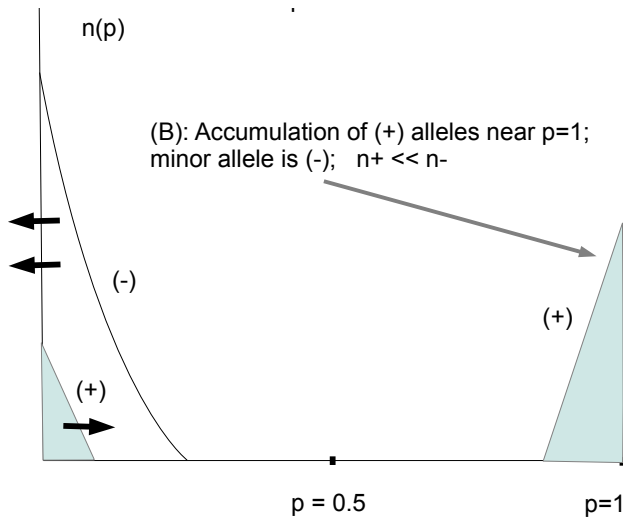 n(p)
(B): Accumulation of (+) alleles near p=1;
minor allele is (-); n+ << n-
(-)
(+)
(+)
p = 0.5
p=1